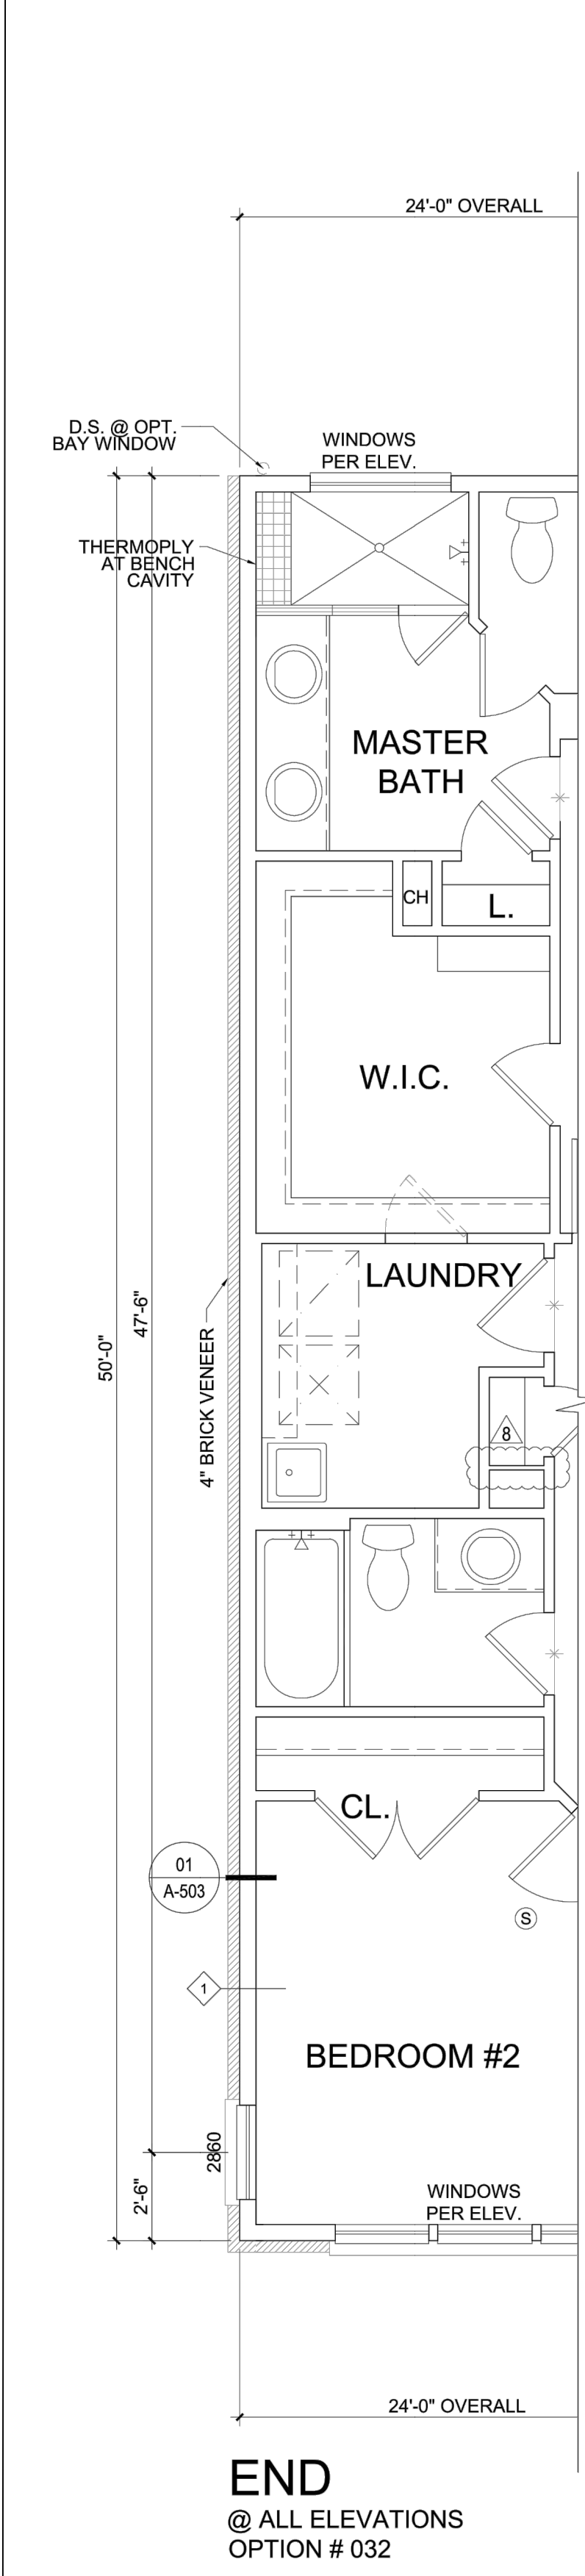 24'-0" OVERALL
D.S. @ OPT.
BAY WINDOW
WINDOWS
PER ELEV.
THERMOPLY
AT BENCH
CAVITY
MASTER
BATH
CH
L.
W.I.C.
LAUNDRY
47'-6"
50'-0"
4" BRICK VENEER
8
CL.
01
A-503
S
1
BEDROOM #2
2860
2'-6"
WINDOWS
PER ELEV.
24'-0" OVERALL
END
@ ALL ELEVATIONS
OPTION # 032